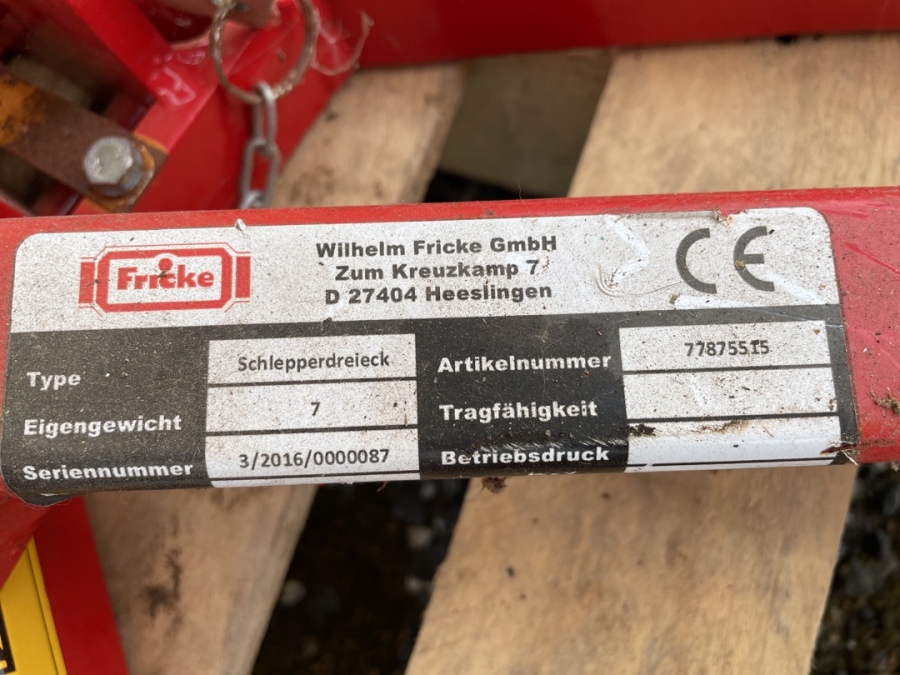 Fricke
Wilhelm Fricke GmbH
Zum Kreuzkamp 7
D 27404 Heeslingen
CE
Type Schlepperdreieck
Eigengewicht 7
Seriennummer 3/2016/0000087
Artikelnummer 77875515
Tragfähigkeit
Betriebsdruck